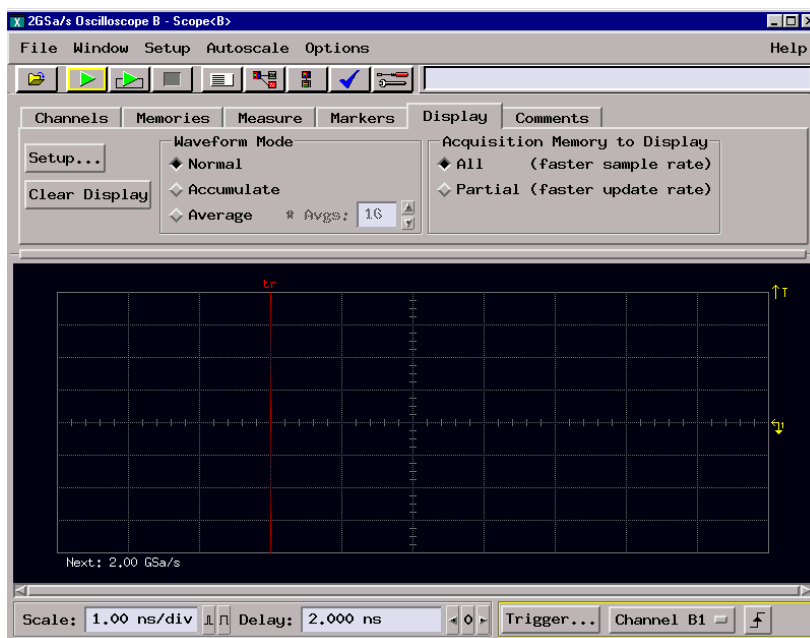 2GSa/s Oscilloscope B - Scope<B>
File Window Setup Autoscale Options Help
Channels Memories Measure Markers Display Comments
Waveform Mode Acquisition Memory to Display
Setup... Normal All (faster sample rate)
Clear Display Accumulate Partial (faster update rate)
Average # Avgs: 16
tr
T
1
Next: 2.00 GSa/s
Scale: 1.00 ns/div Delay: 2.000 ns 0 Trigger... Channel B1